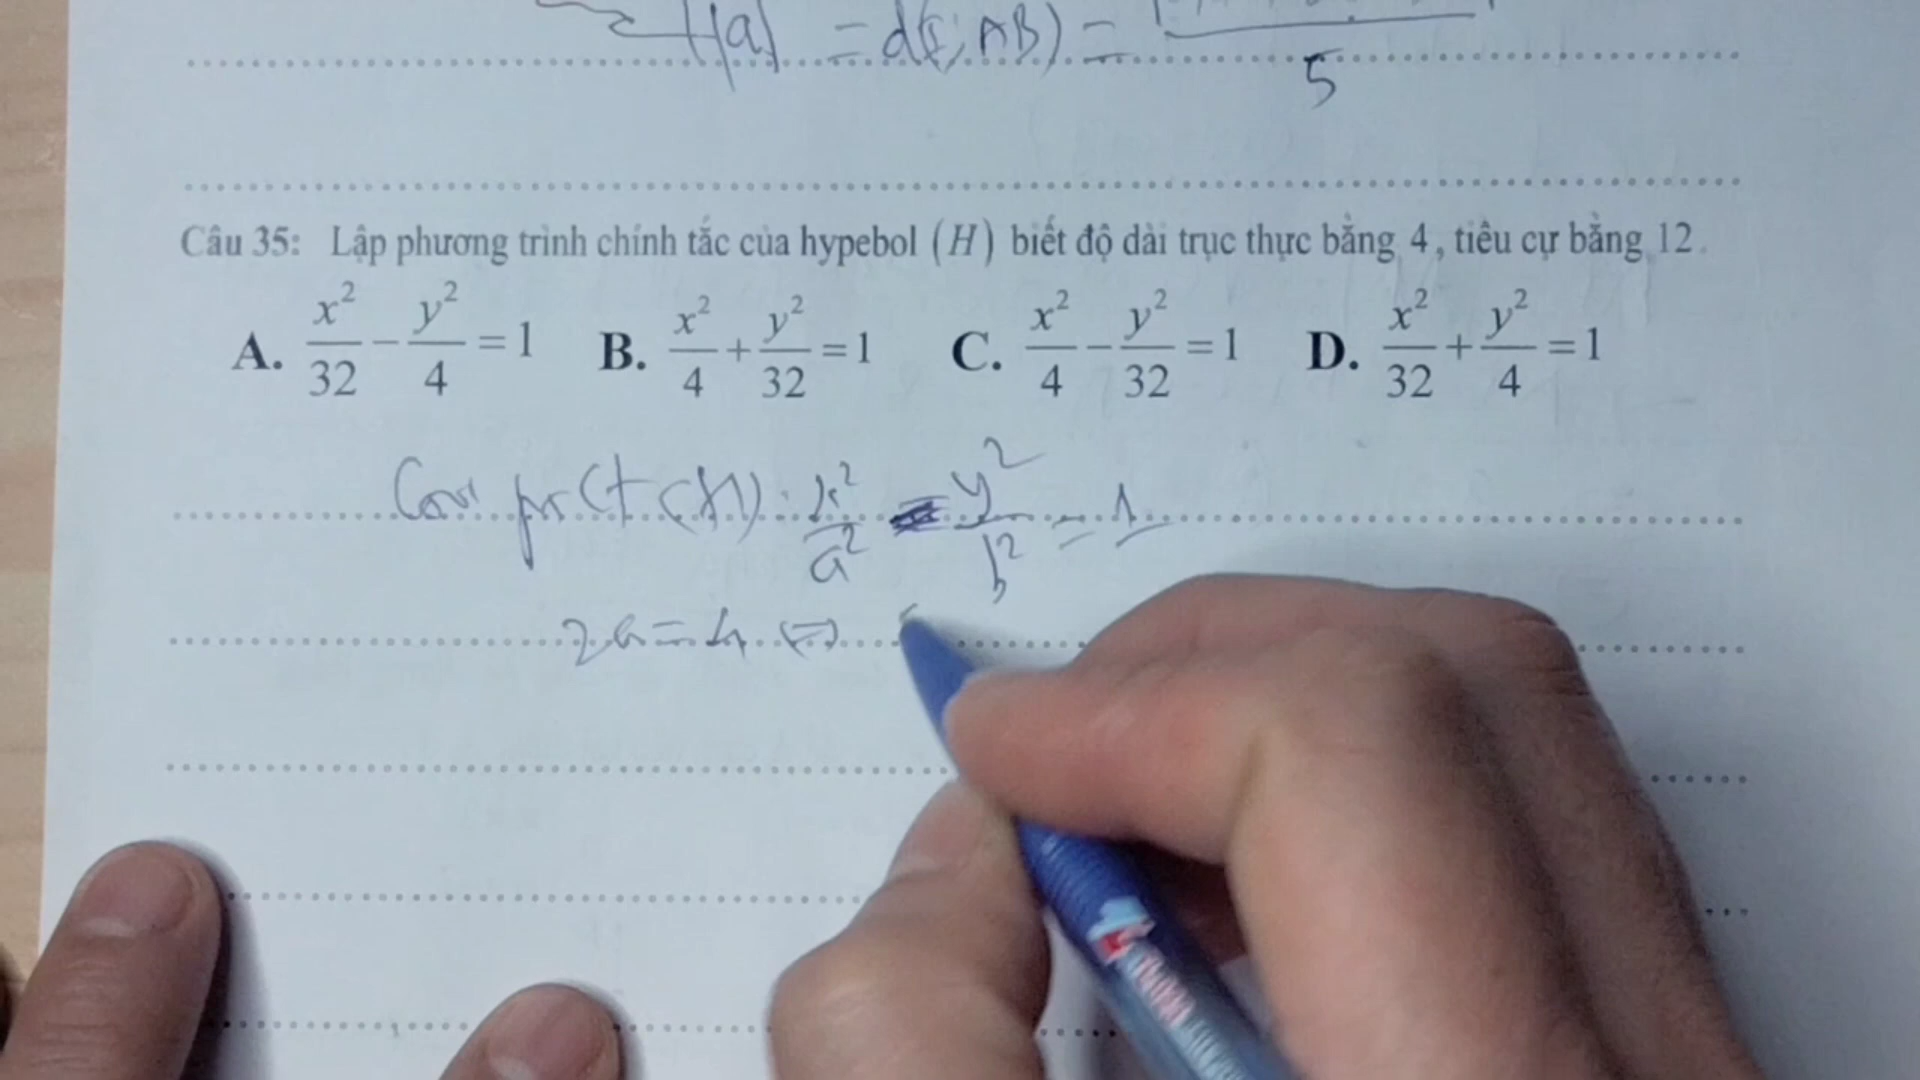 = d(I; AB) =
5
Câu 35: Lập phương trình chính tắc của hypebol (H) biết độ dài trục thực bằng 4, tiêu cự bằng 12.
A. x²/32 − y²/4 = 1 B. x²/4 + y²/32 = 1 C. x²/4 − y²/32 = 1 D. x²/32 + y²/4 = 1
(H): x²/a² - y²/b² = 1
2a = 4 ⇔